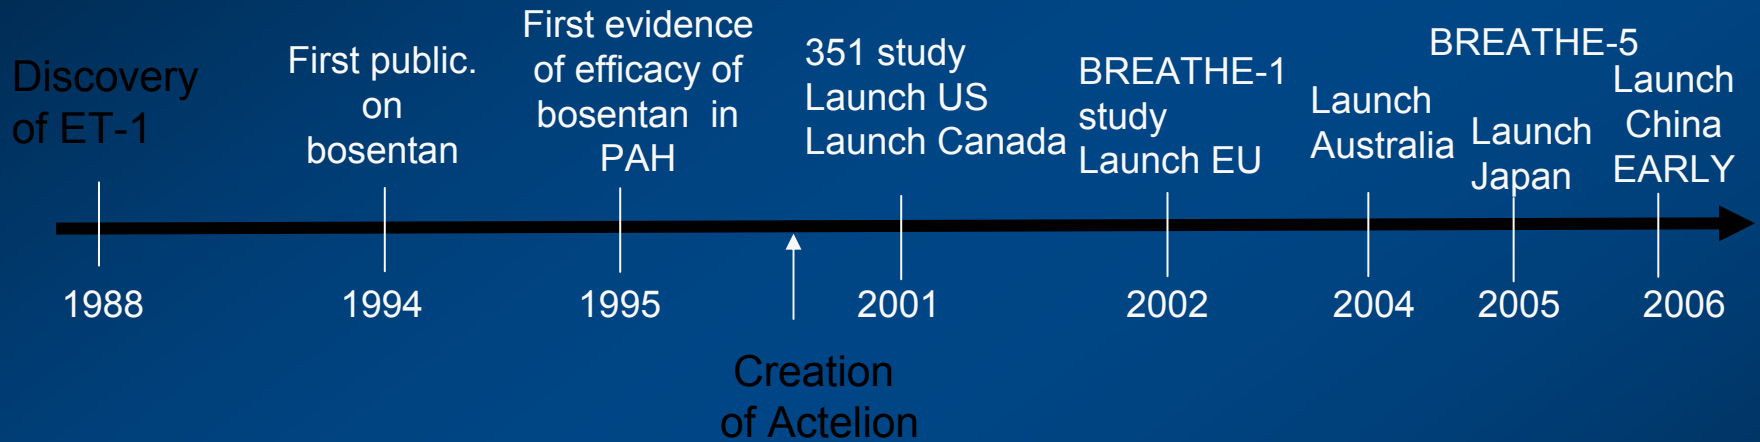 Discovery
of ET-1
First public.
on
bosentan
First evidence
of efficacy of
bosentan in
PAH
351 study
Launch US
Launch Canada
BREATHE-1
study
Launch EU
Launch
Australia
BREATHE-5
Launch
Japan
Launch
China
EARLY
1988
1994
1995
2001
2002
2004
2005
2006
Creation
of Actelion